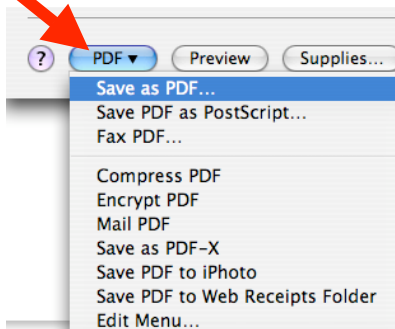 ? PDF ▼ Preview Supplies...
Save as PDF...
Save PDF as PostScript...
Fax PDF...
Compress PDF
Encrypt PDF
Mail PDF
Save as PDF-X
Save PDF to iPhoto
Save PDF to Web Receipts Folder
Edit Menu...